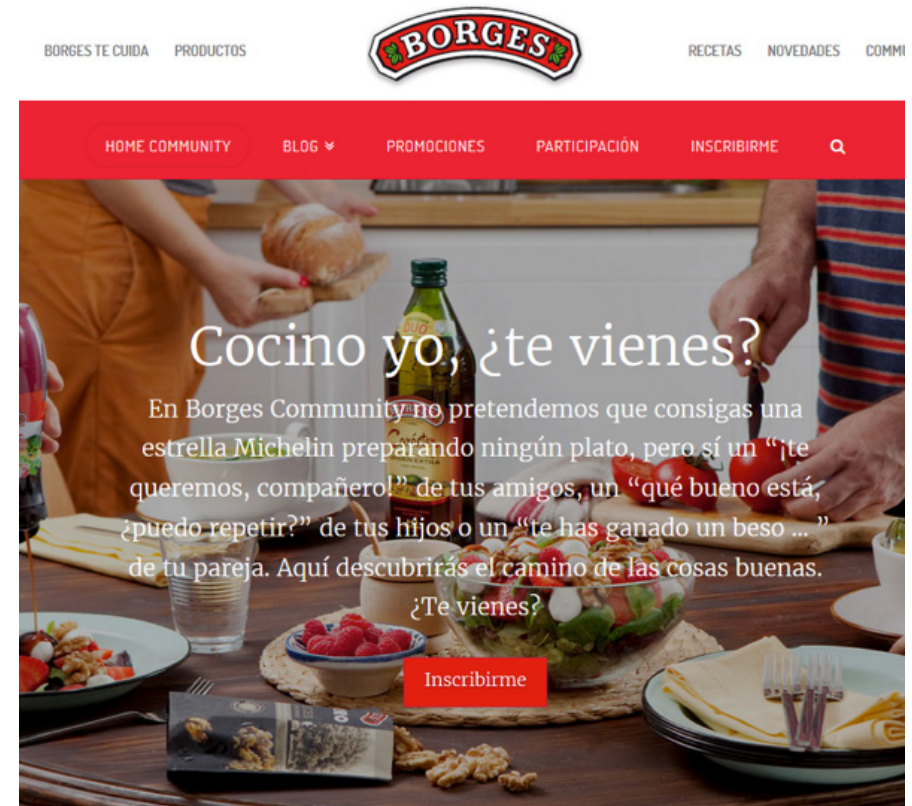 BORGES TE CUIDA PRODUCTOS BORGES RECETAS NOVEDADES COMMU
HOME COMMUNITY BLOG PROMOCIONES PARTICIPACIÓN INSCRIBIRME
DUO
Cocino yo, ¿te vienes?
En Borges Community no pretendemos que consigas una
estrella Michelin preparando ningún plato, pero sí un “¡te
queremos, compañero!” de tus amigos, un “qué bueno está,
¿puedo repetir?” de tus hijos o un “te has ganado un beso ... ”
de tu pareja. Aquí descubrirás el camino de las cosas buenas.
¿Te vienes?
Inscribirme